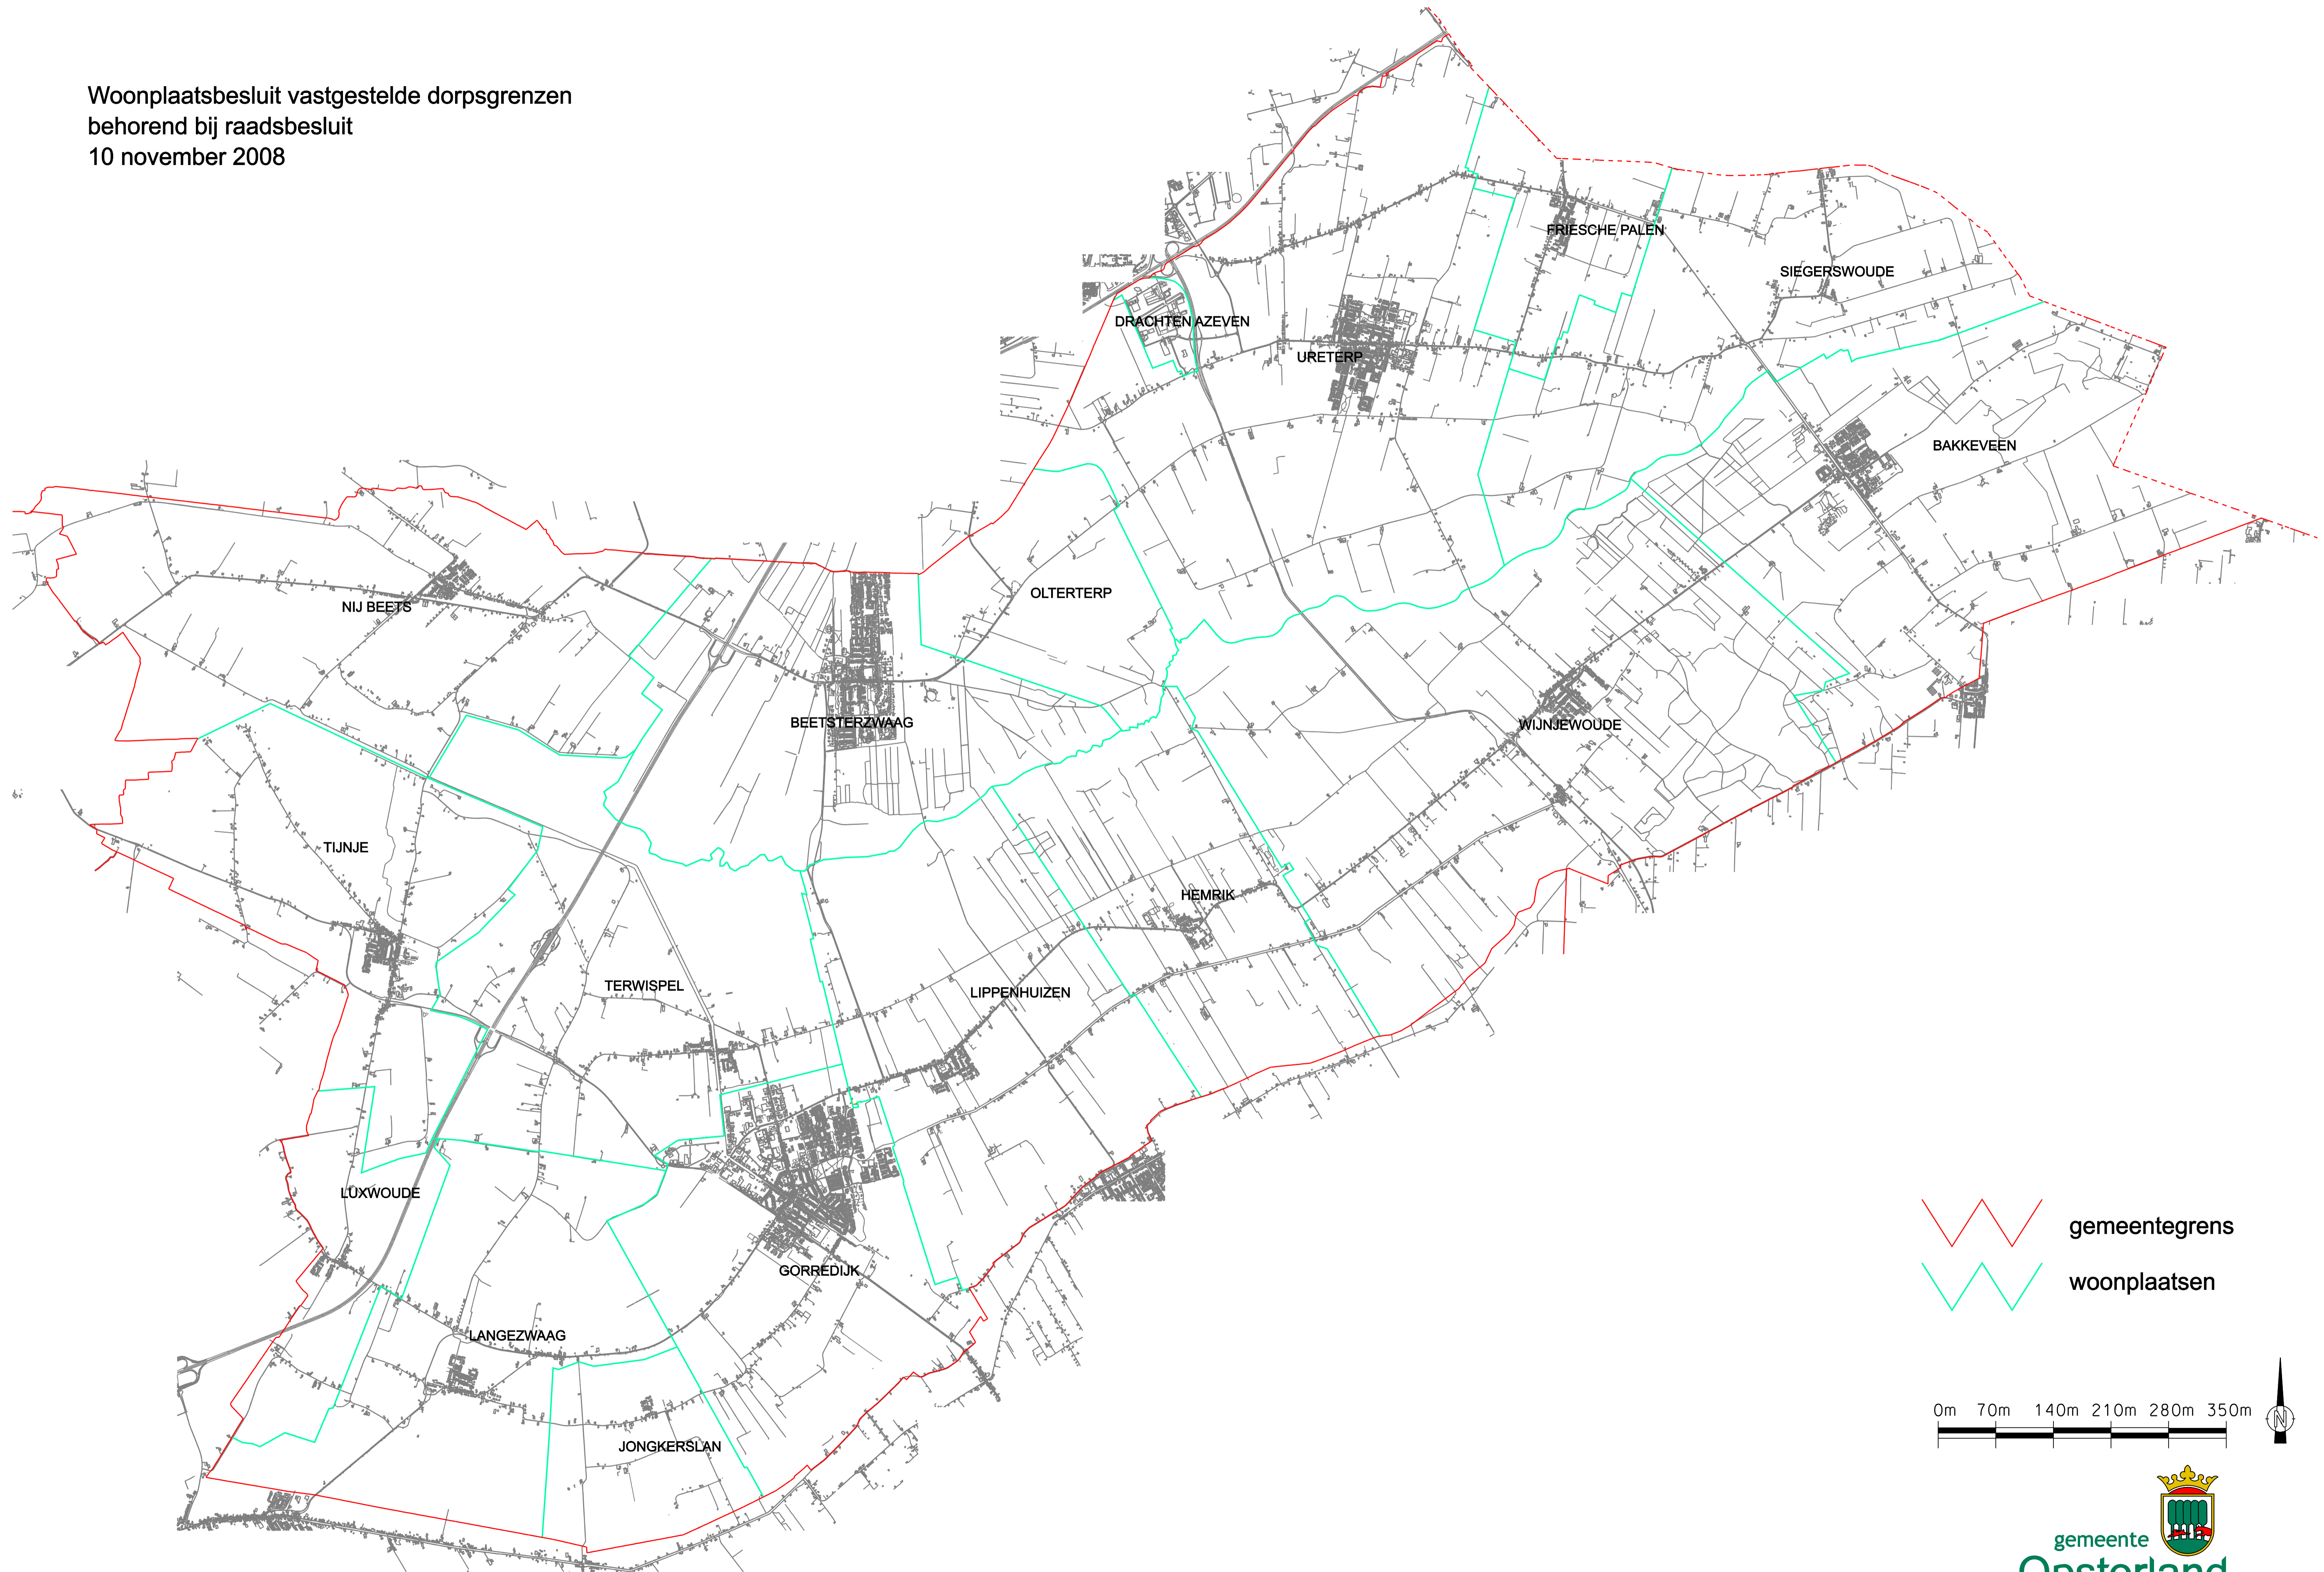 Woonplaatsbesluit vastgestelde dorpsgrenzen
behorend bij raadsbesluit
10 november 2008
FRIESCHE PALEN
SIEGERSWOUDE
DRACHTEN AZEVEN
URETERP
BAKKEVEEN
OLTERTERP
NIJ BEETS
BEETSTERZWAAG
WIJNJEWOUDE
TIJNJE
HEMRIK
TERWISPEL
LIPPENHUIZEN
LUXWOUDE
GORREDIJK
LANGEZWAAG
JONGKERSLAN
gemeentegrens
woonplaatsen
0m 70m 140m 210m 280m 350m
N
gemeente
Opsterland